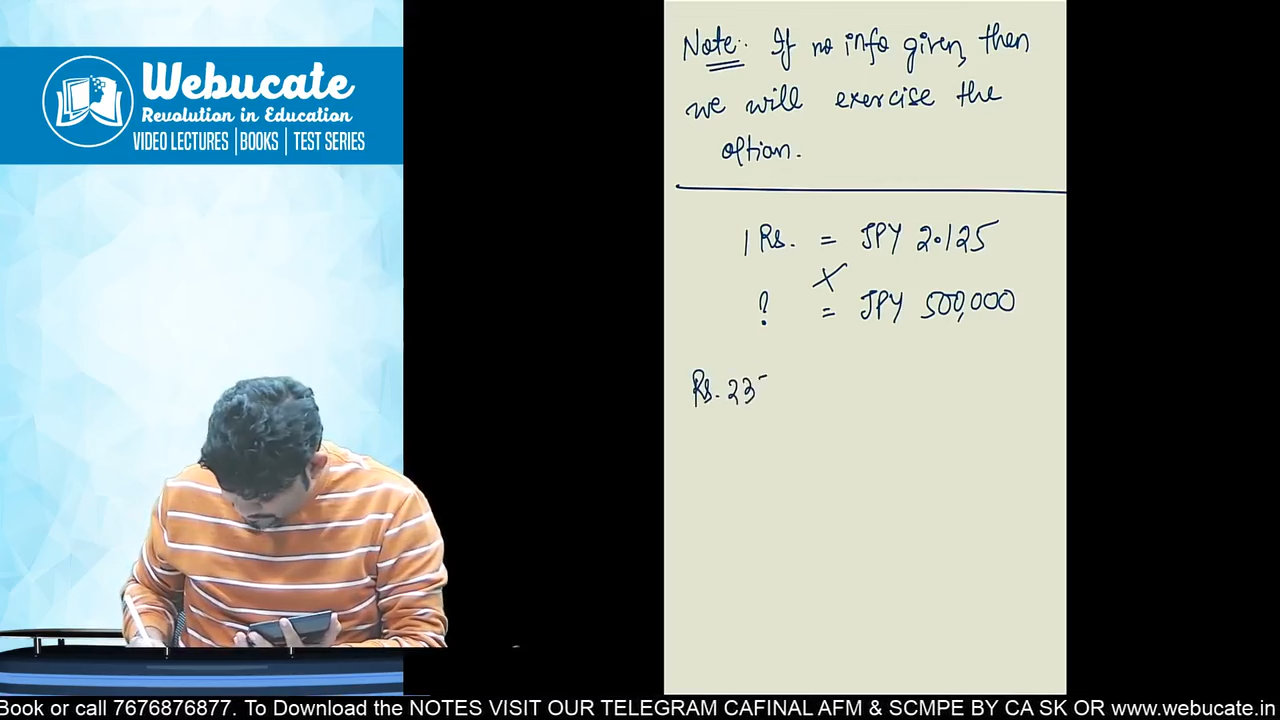 Webucate
Revolution in Education
VIDEO LECTURES | BOOKS | TEST SERIES
Note:. If no info given, then
we will exercise the
option.
1 Rs. = JPY 2.125
X
? = JPY 500,000
Rs. 235
Book or call 7676876877. To Download the NOTES VISIT OUR TELEGRAM CAFINAL AFM & SCMPE BY CA SK OR www.webucate.in